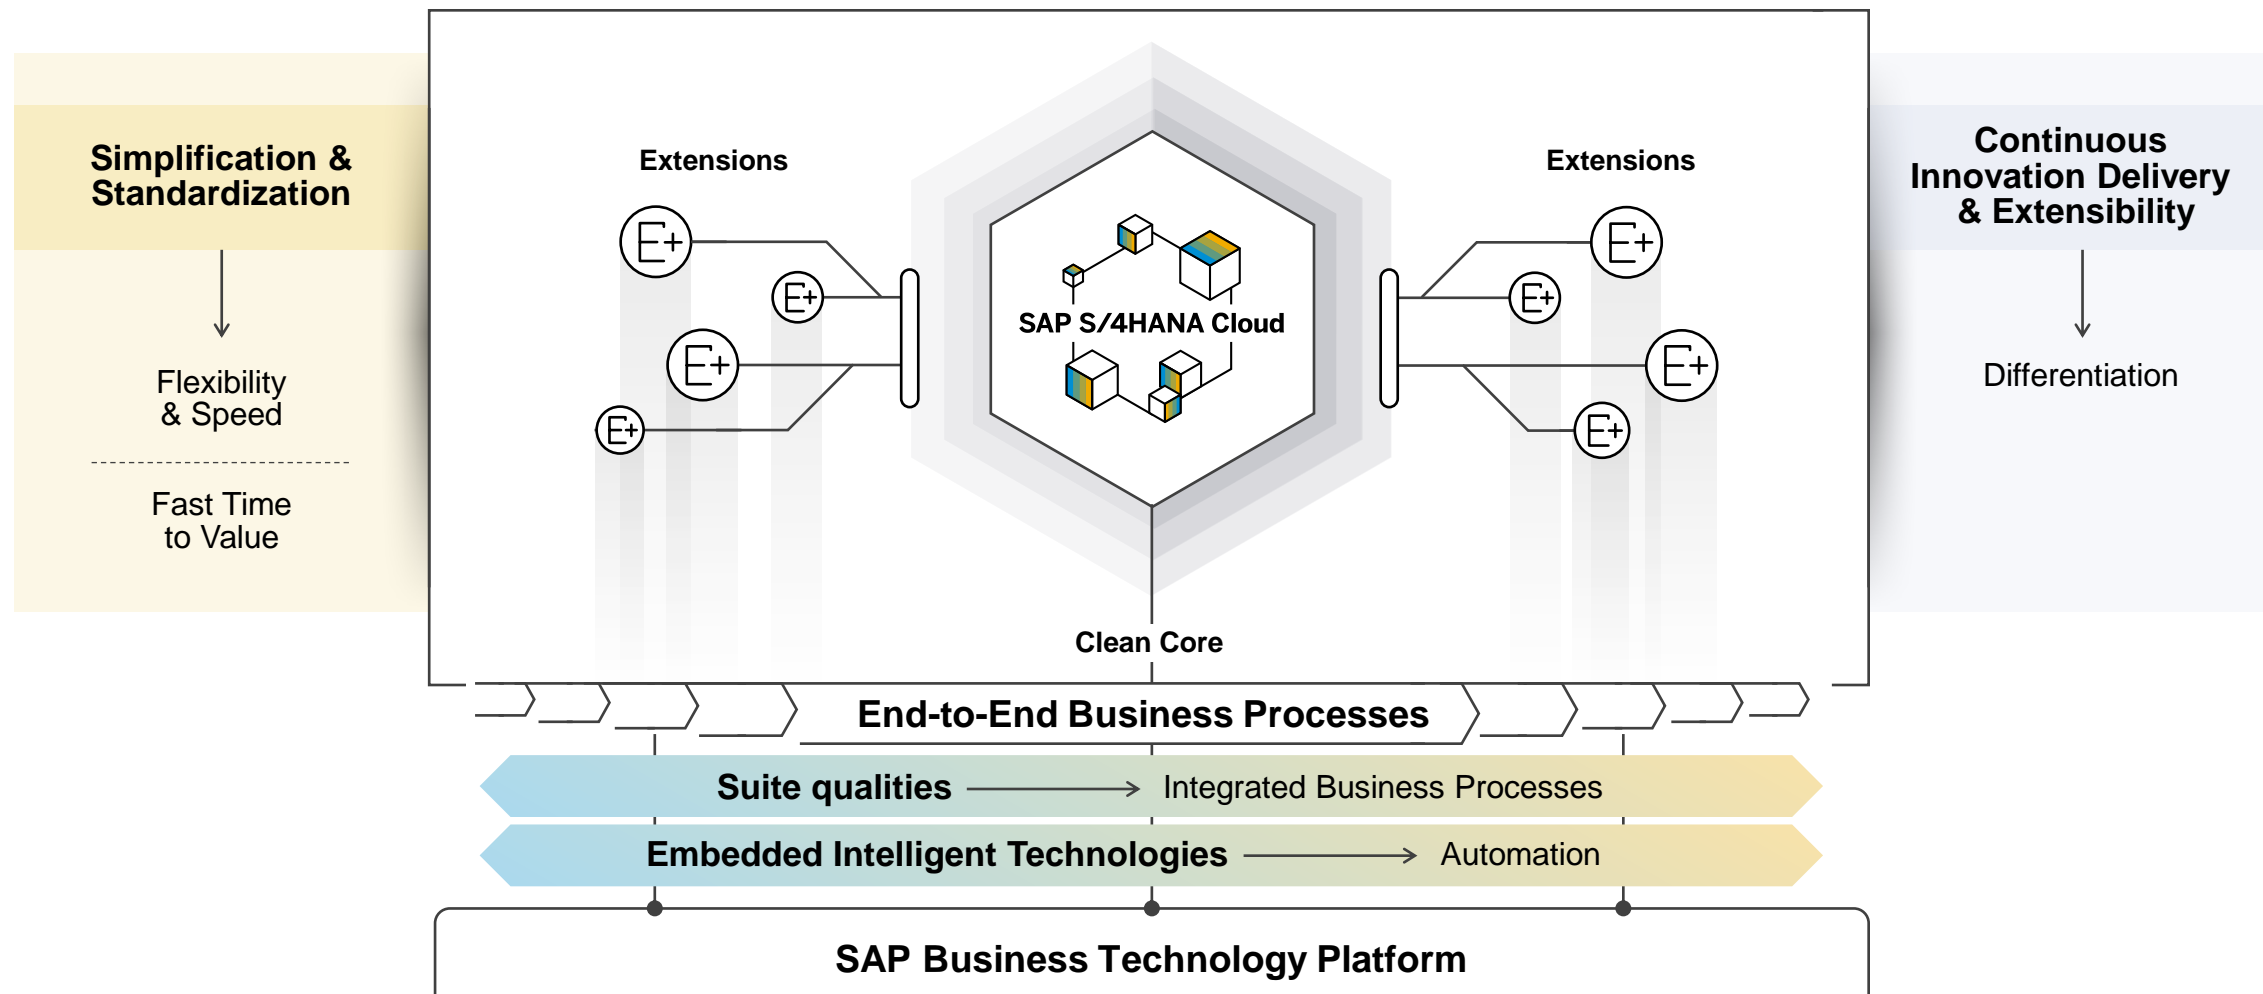 Simplification &
Standardization
Flexibility
& Speed
Fast Time
to Value
Extensions
E+
E+
E+
E+
SAP S/4HANA Cloud
Clean Core
Extensions
E+
E+
E+
E+
Continuous
Innovation Delivery
& Extensibility
Differentiation
End-to-End Business Processes
Suite qualities Integrated Business Processes
Embedded Intelligent Technologies Automation
SAP Business Technology Platform